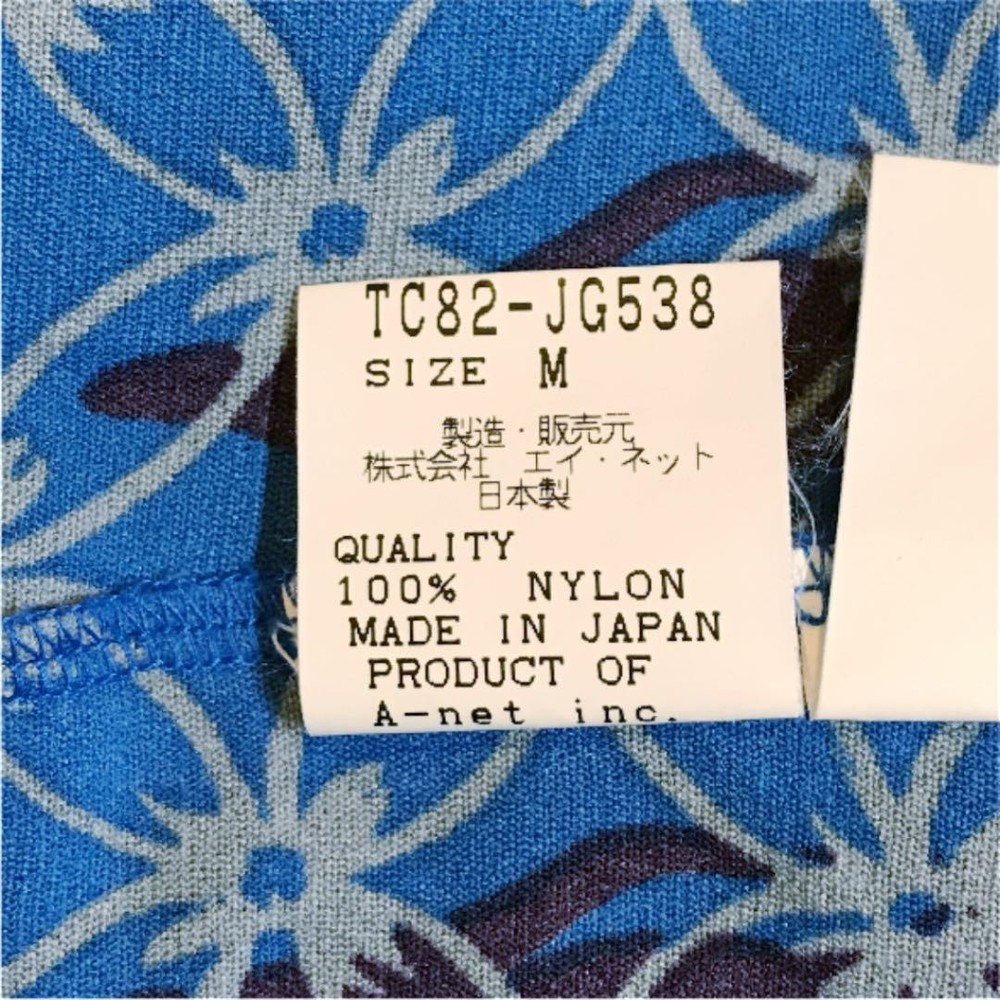 TC82-JG538
SIZE M
製造・販売元
株式会社 エイ・ネット
日本製
QUALITY
100% NYLON
MADE IN JAPAN
PRODUCT OF
A-net inc.